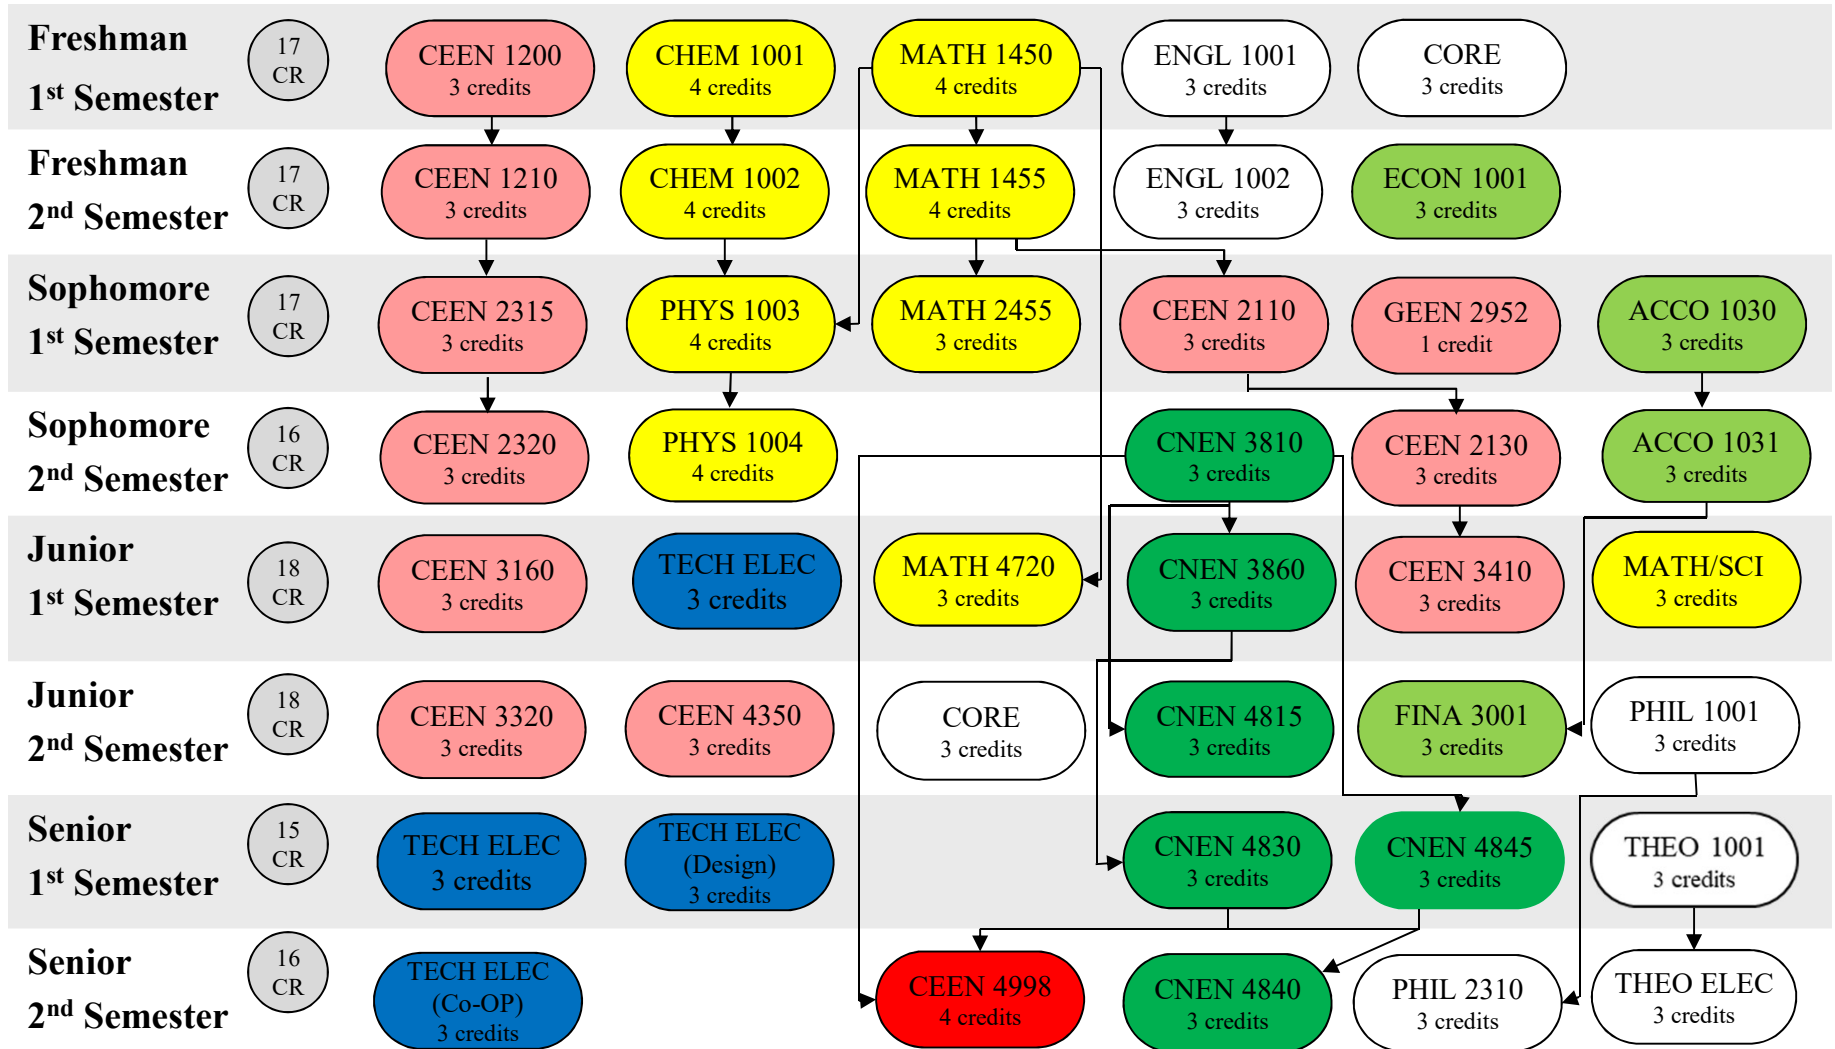 Freshman
1st Semester
17
CR
CEEN 1200
3 credits
CHEM 1001
4 credits
MATH 1450
4 credits
ENGL 1001
3 credits
CORE
3 credits
Freshman
2nd Semester
17
CR
CEEN 1210
3 credits
CHEM 1002
4 credits
MATH 1455
4 credits
ENGL 1002
3 credits
ECON 1001
3 credits
Sophomore
1st Semester
17
CR
CEEN 2315
3 credits
PHYS 1003
4 credits
MATH 2455
3 credits
CEEN 2110
3 credits
GEEN 2952
1 credit
ACCO 1030
3 credits
Sophomore
2nd Semester
16
CR
CEEN 2320
3 credits
PHYS 1004
4 credits
CNEN 3810
3 credits
CEEN 2130
3 credits
ACCO 1031
3 credits
Junior
1st Semester
18
CR
CEEN 3160
3 credits
TECH ELEC
3 credits
MATH 4720
3 credits
CNEN 3860
3 credits
CEEN 3410
3 credits
MATH/SCI
3 credits
Junior
2nd Semester
18
CR
CEEN 3320
3 credits
CEEN 4350
3 credits
CORE
3 credits
CNEN 4815
3 credits
FINA 3001
3 credits
PHIL 1001
3 credits
Senior
1st Semester
15
CR
TECH ELEC
3 credits
TECH ELEC
(Design)
3 credits
CNEN 4830
3 credits
CNEN 4845
3 credits
THEO 1001
3 credits
Senior
2nd Semester
16
CR
TECH ELEC
(Co-OP)
3 credits
CEEN 4998
4 credits
CNEN 4840
3 credits
PHIL 2310
3 credits
THEO ELEC
3 credits